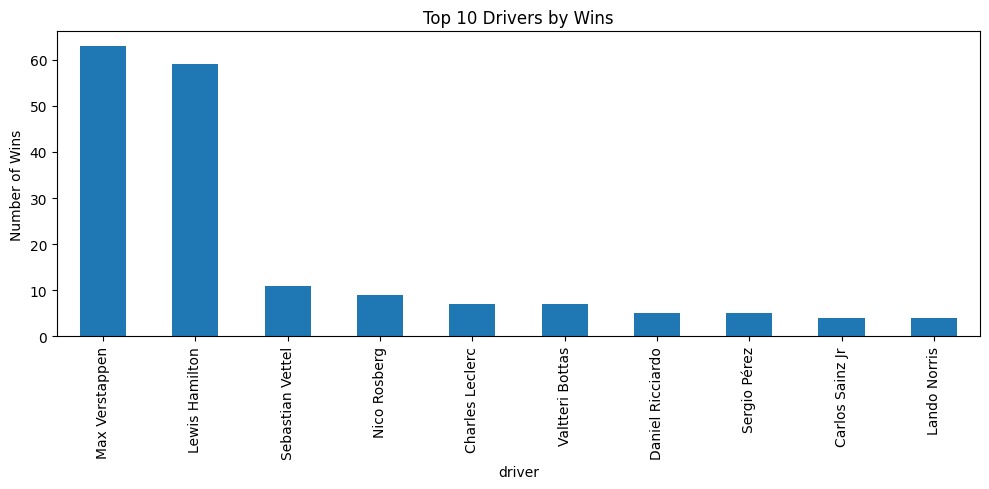 Top 10 Drivers by Wins
Number of Wins
60
50
40
30
20
10
0
Max Verstappen
Lewis Hamilton
Sebastian Vettel
Nico Rosberg
Charles Leclerc
Valtteri Bottas
Daniel Ricciardo
Sergio Pérez
Carlos Sainz Jr
Lando Norris
driver